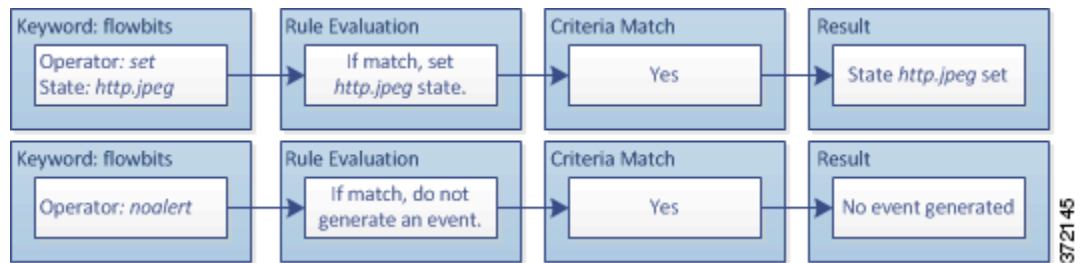 Keyword: flowbits
Operator: set
State: http.jpeg
Rule Evaluation
If match, set
http.jpeg state.
Criteria Match
Yes
Result
State http.jpeg set
Keyword: flowbits
Operator: noalert
Rule Evaluation
If match, do not
generate an event.
Criteria Match
Yes
Result
No event generated
372145